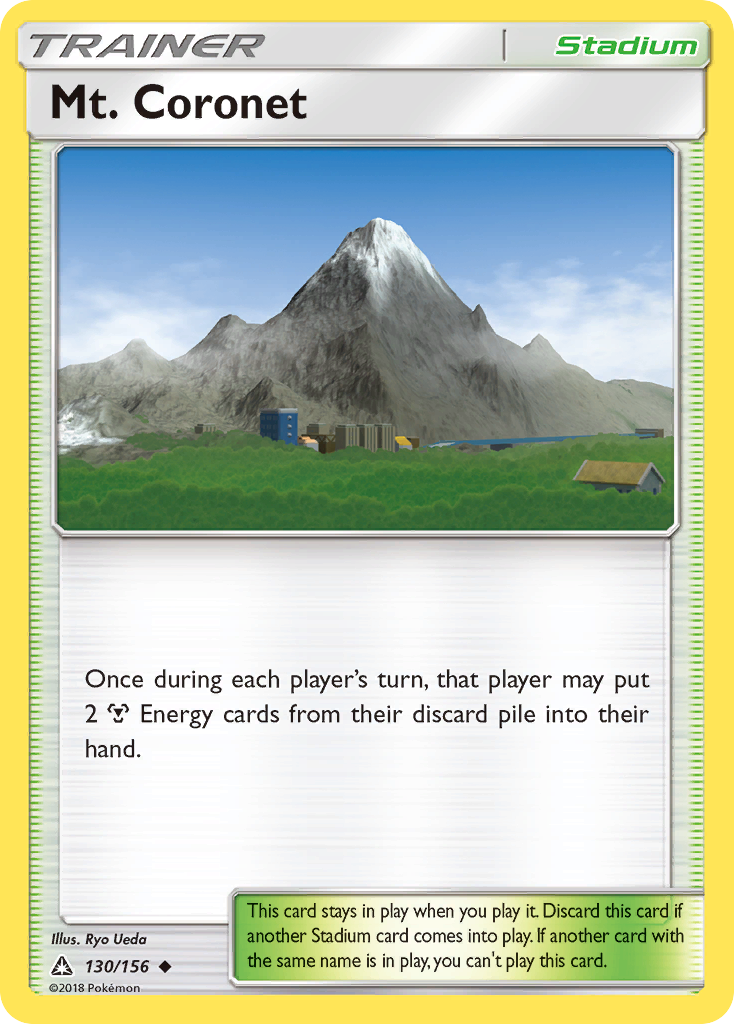 TRAINER
Stadium
Mt. Coronet
Once during each player's turn, that player may put
2 Energy cards from their discard pile into their
hand.
This card stays in play when you play it. Discard this card if
another Stadium card comes into play. If another card with
the same name is in play, you can't play this card.
Illus. Ryo Ueda
130/156
©2018 Pokémon